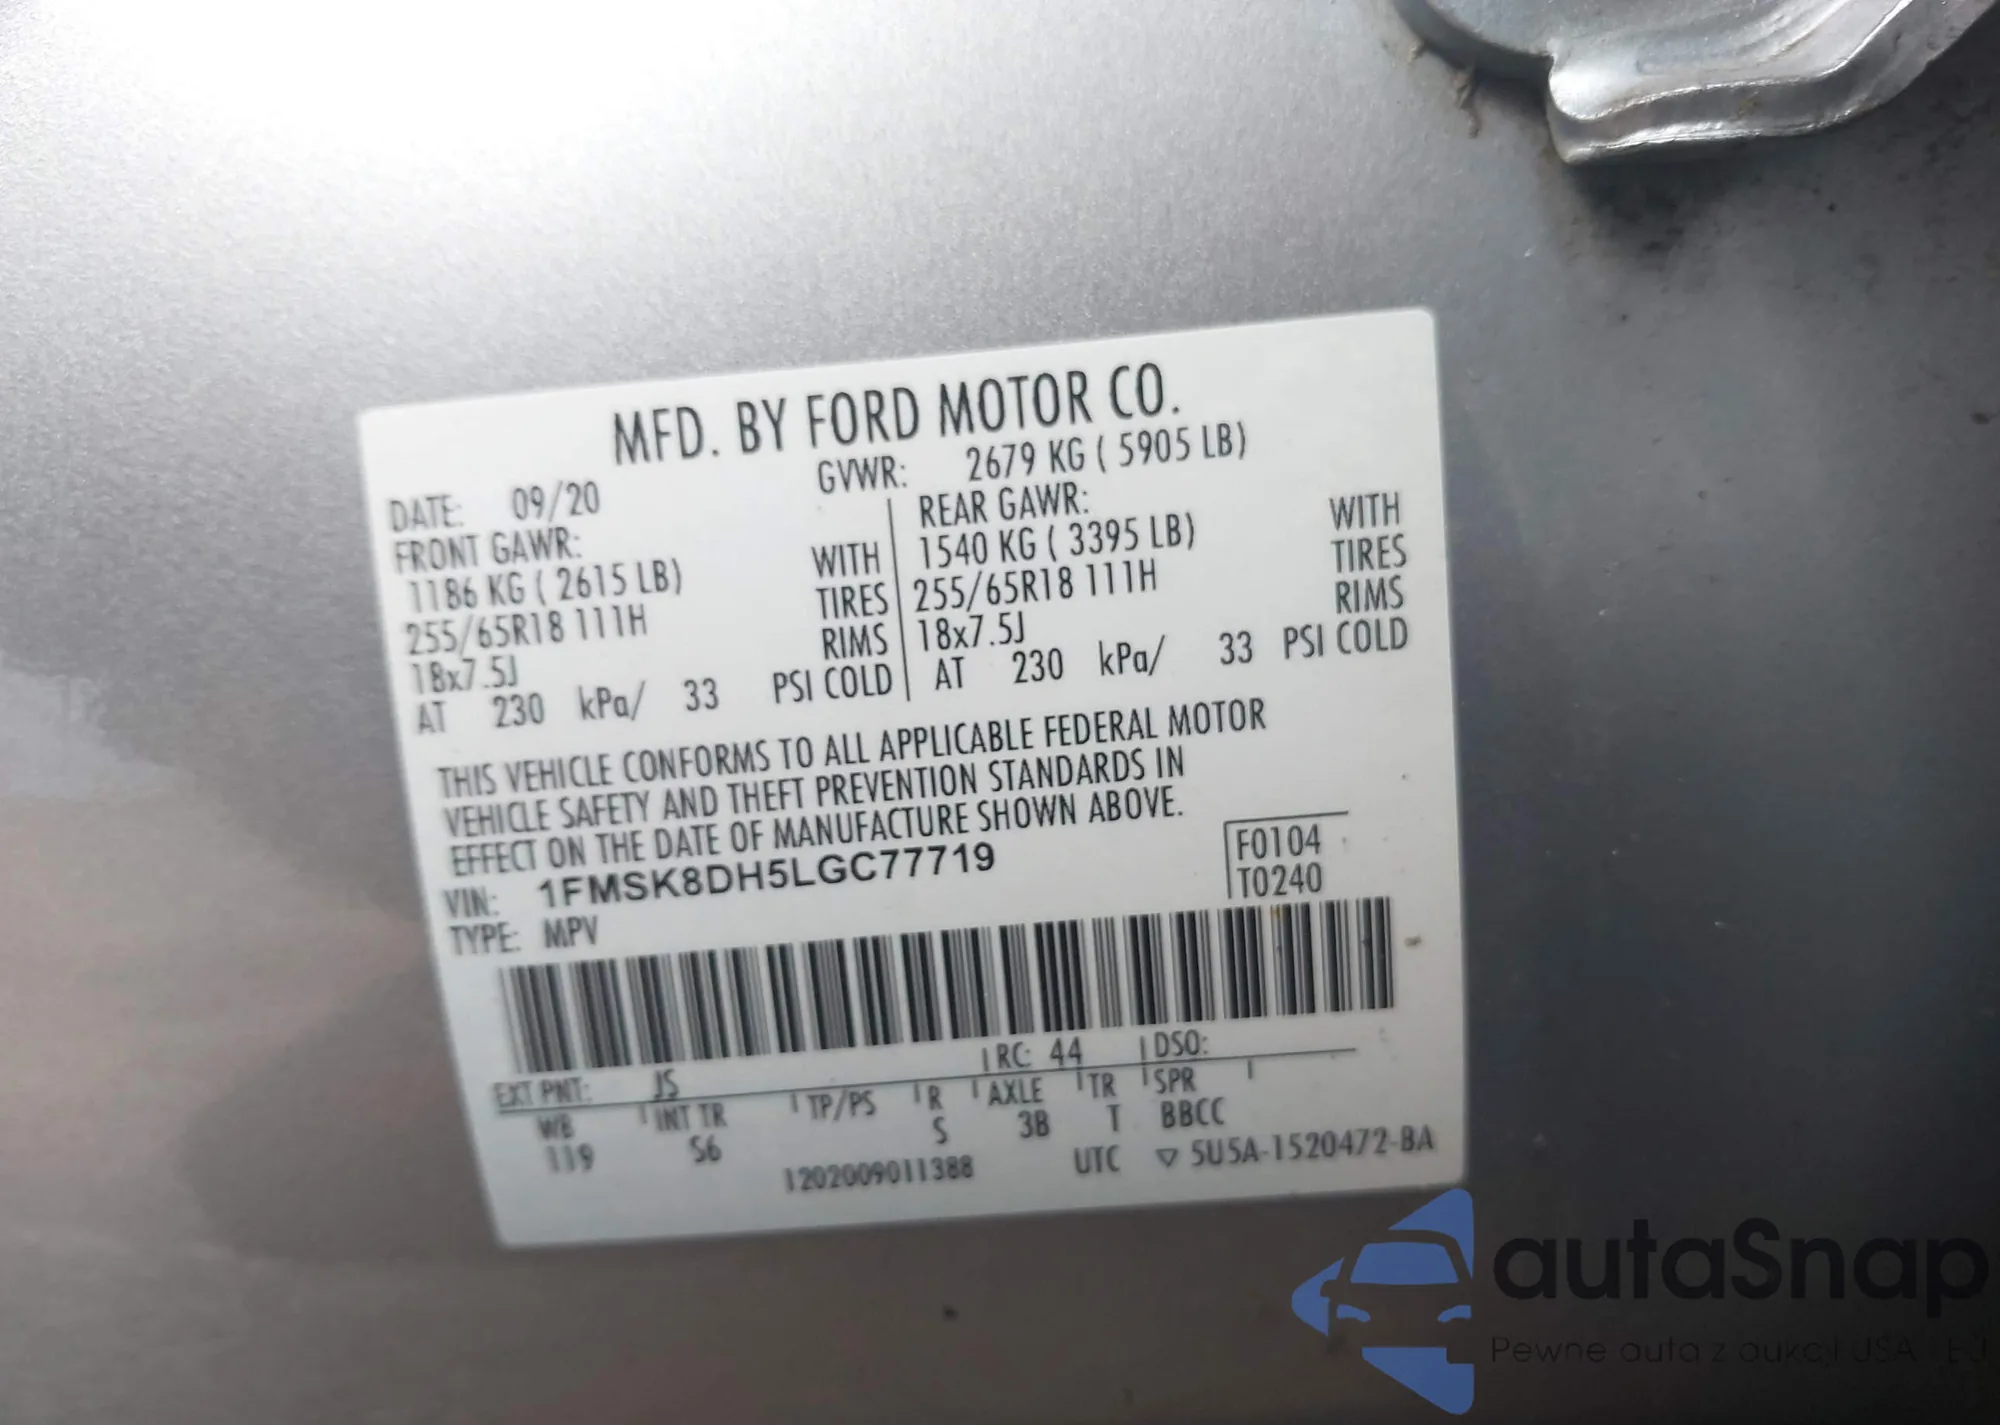 MFD. BY FORD MOTOR CO.
DATE: 09/20 GVWR: 2679 KG ( 5905 LB)
FRONT GAWR: REAR GAWR:
1186 KG ( 2615 LB) WITH 1540 KG ( 3395 LB) WITH
255/65R18 111H TIRES 255/65R18 111H TIRES
18x7.5J RIMS 18x7.5J RIMS
AT 230 kPa/ 33 PSI COLD AT 230 kPa/ 33 PSI COLD
THIS VEHICLE CONFORMS TO ALL APPLICABLE FEDERAL MOTOR
VEHICLE SAFETY AND THEFT PREVENTION STANDARDS IN
EFFECT ON THE DATE OF MANUFACTURE SHOWN ABOVE.
VIN: 1FMSK8DH5LGC77719 F0104
TYPE: MPV T0240
EXT PNT: JS RC: 44 DSO:
WB INT TR TP/PS R AXLE TR SPR
119 S6 S 3B T BBCC
1202009011388 UTC ▽ 5U5A-1520472-BA
autaSnap
Pewne auta z aukcji USA i EU